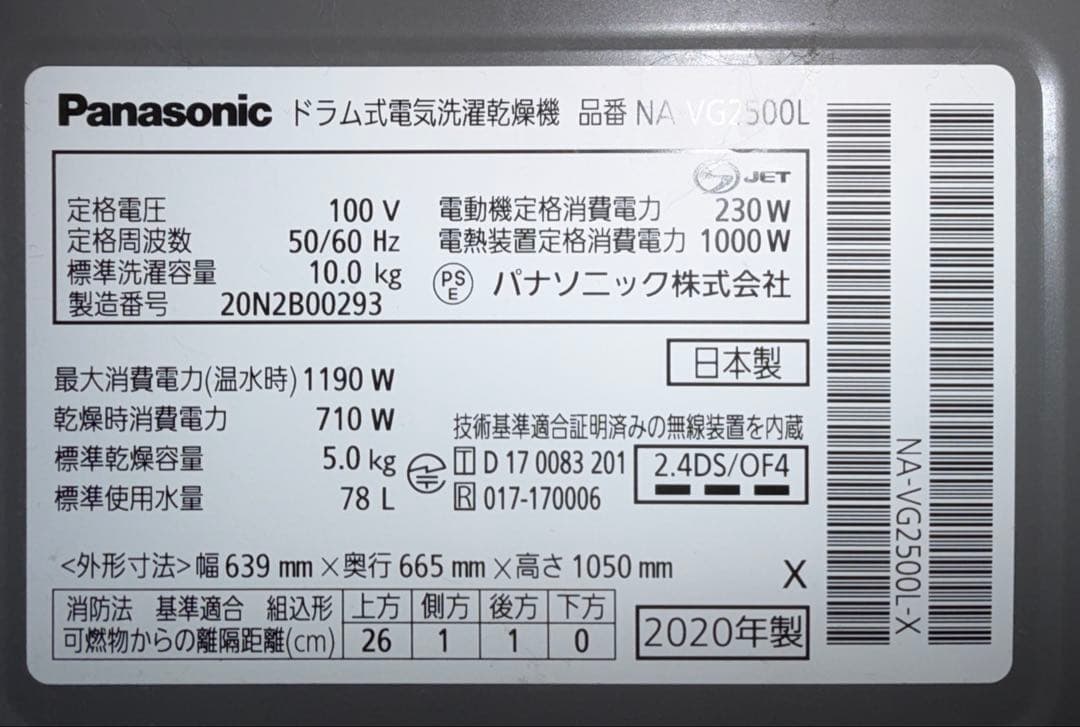 Panasonic ドラム式電気洗濯乾燥機 品番 NA VG2500L
JET
定格電圧 100 V 電動機定格消費電力 230 W
定格周波数 50/60 Hz 電熱装置定格消費電力 1000 W
標準洗濯容量 10.0 kg
PS E パナソニック株式会社
製造番号 20N2B00293
日本製
最大消費電力(温水時) 1190 W
乾燥時消費電力 710 W
技術基準適合証明済みの無線装置を内蔵
標準乾燥容量 5.0 kg T D 17 0083 201 2.4DS/OF4
標準使用水量 78 L R 017-170006
<外形寸法>幅 639 mm×奥行 665 mm×高さ 1050 mm
X
消防法 基準適合 組込形 上方 側方 後方 下方
可燃物からの離隔距離(cm) 26 1 1 0
2020年製
NA-VG2500L-X